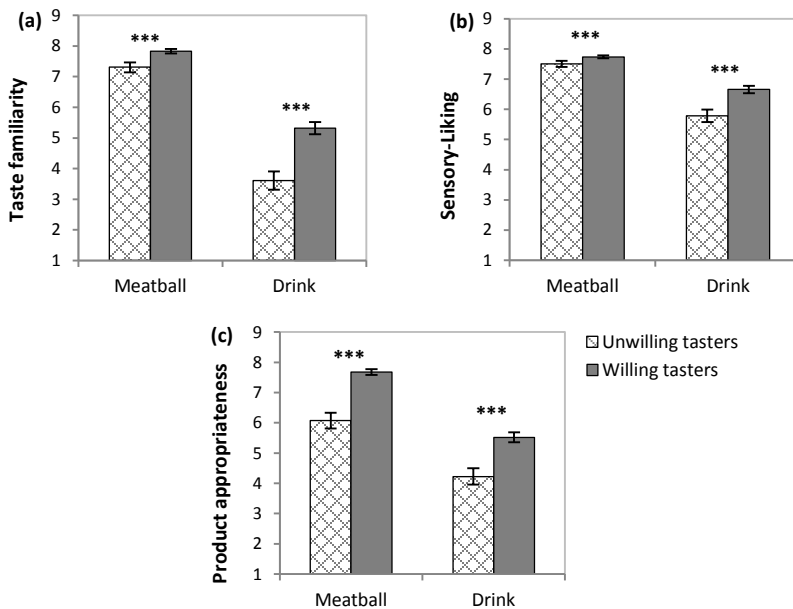 (a)
Taste familiarity
9
8
7
6
5
4
3
2
1
***
***
Meatball
Drink
(b)
Sensory-Liking
9
8
7
6
5
4
3
2
1
***
***
Meatball
Drink
(c)
Product appropriateness
9
8
7
6
5
4
3
2
1
***
***
Meatball
Drink
Unwilling tasters
Willing tasters